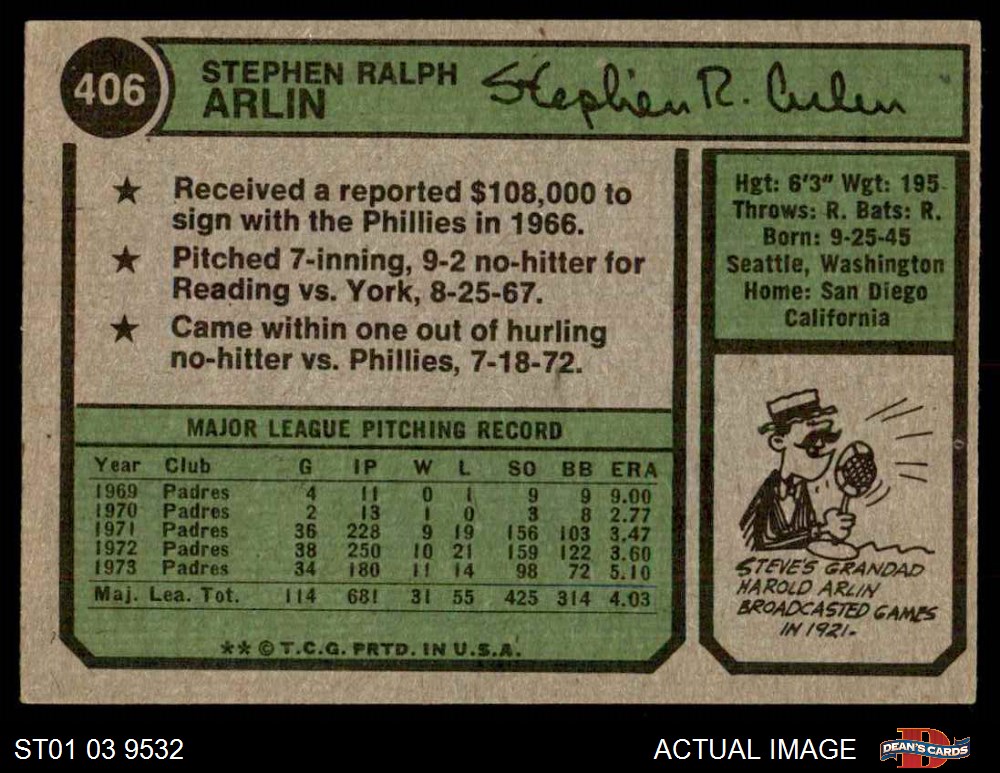 406
STEPHEN RALPH
ARLIN
Stephen R. Arlin
★ Received a reported $108,000 to
sign with the Phillies in 1966.
★ Pitched 7-inning, 9-2 no-hitter for
Reading vs. York, 8-25-67.
★ Came within one out of hurling
no-hitter vs. Phillies, 7-18-72.
Hgt: 6'3" Wgt: 195
Throws: R. Bats: R.
Born: 9-25-45
Seattle, Washington
Home: San Diego
California
MAJOR LEAGUE PITCHING RECORD
Year Club G IP W L SO BB ERA
1969 Padres 4 11 0 1 9 9 9.00
1970 Padres 2 13 1 0 3 8 2.77
1971 Padres 36 228 9 19 156 103 3.47
1972 Padres 38 250 10 21 159 122 3.60
1973 Padres 34 180 11 14 98 72 5.10
Maj. Lea. Tot. 114 681 31 55 425 314 4.03
** © T.C.G. PRTD. IN U.S.A.
STEVE'S GRANDAD
HAROLD ARLIN
BROADCASTED GAMES
IN 1921.
ST01 03 9532
ACTUAL IMAGE
D
DEAN'S CARDS